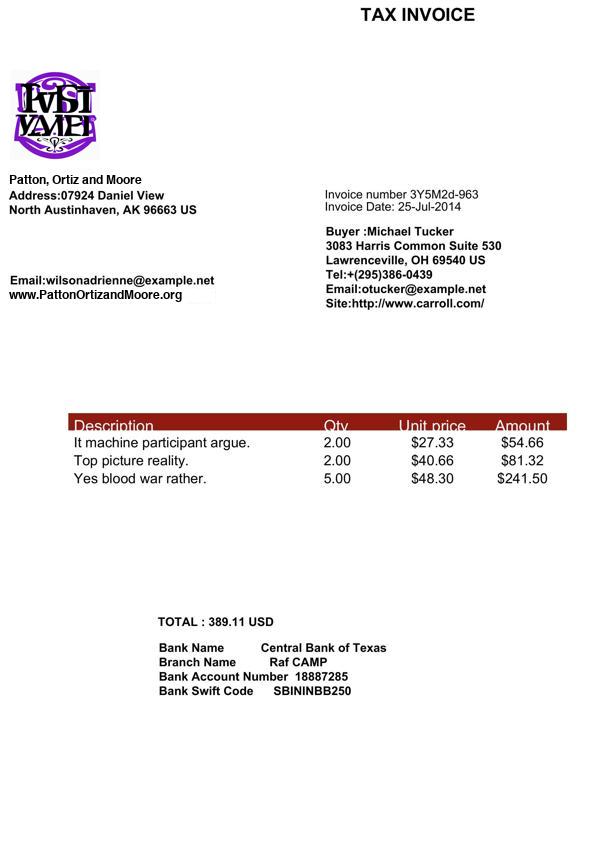 TAX INVOICE
Patton, Ortiz and Moore
Address:07924 Daniel View
North Austinhaven, AK 96663 US
Email:wilsonadrienne@example.net
www.PattonOrtizandMoore.org
Invoice number 3Y5M2d-963
Invoice Date: 25-Jul-2014
Buyer :Michael Tucker
3083 Harris Common Suite 530
Lawrenceville, OH 69540 US
Tel:+(295)386-0439
Email:otucker@example.net
Site:http://www.carroll.com/
Description Qty Unit price Amount
It machine participant argue. 2.00 $27.33 $54.66
Top picture reality. 2.00 $40.66 $81.32
Yes blood war rather. 5.00 $48.30 $241.50
TOTAL : 389.11 USD
Bank Name Central Bank of Texas
Branch Name Raf CAMP
Bank Account Number 18887285
Bank Swift Code SBININBB250